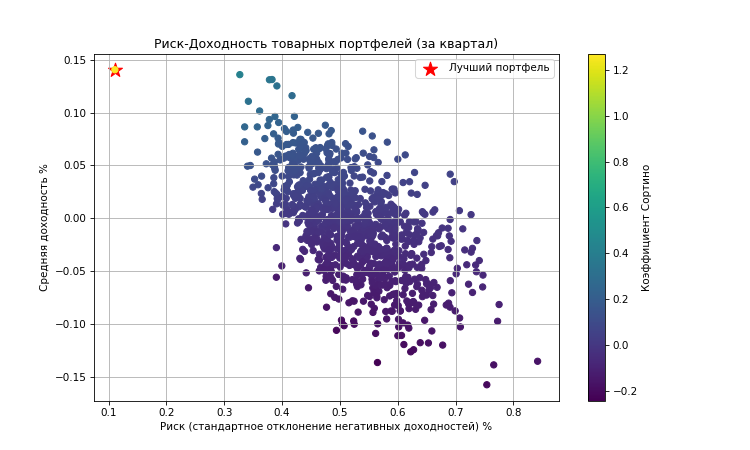 Риск-Доходность товарных портфелей (за квартал)
Лучший портфель
Средняя доходность %
0.15
0.10
0.05
0.00
−0.05
−0.10
−0.15
0.1 0.2 0.3 0.4 0.5 0.6 0.7 0.8
Риск (стандартное отклонение негативных доходностей) %
1.2
1.0
0.8
0.6
0.4
0.2
0.0
−0.2
Коэффициент Сортино